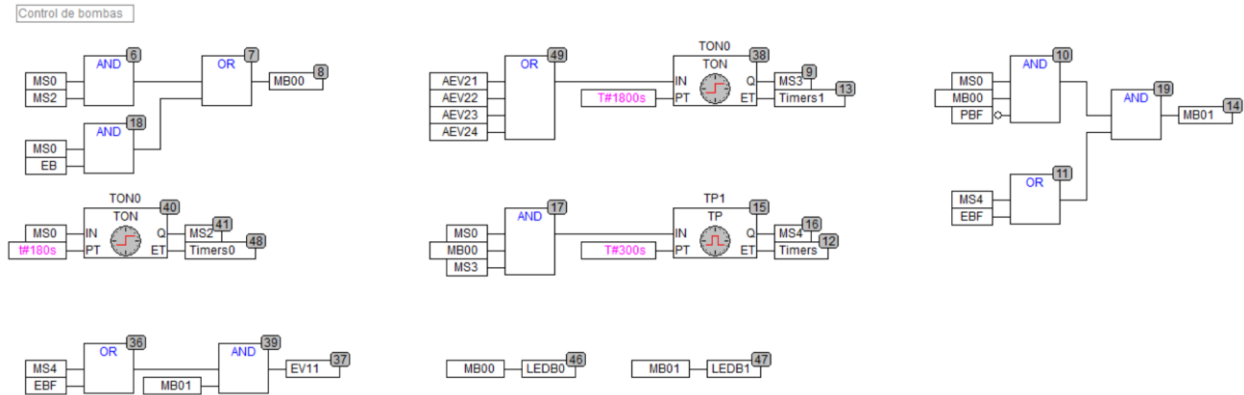 Control de bombas
6
7
AND
OR
8
MS0
MS2
MB00
18
AND
MS0
EB
TON0
40
TON
41
MS0
IN
Q
MS2
48
t#180s
PT
ET
Timers0
36
39
OR
AND
37
MS4
EBF
MB01
EV11
49
TON0
38
OR
TON
9
AEV21
AEV22
AEV23
AEV24
IN
Q
MS3
13
T#1800s
PT
ET
Timers1
17
TP1
15
AND
TP
16
MS0
MB00
MS3
IN
Q
MS4
12
T#300s
PT
ET
Timers
46
MB00
LEDB0
47
MB01
LEDB1
10
AND
MS0
MB00
PBF
19
AND
14
MB01
11
OR
MS4
EBF